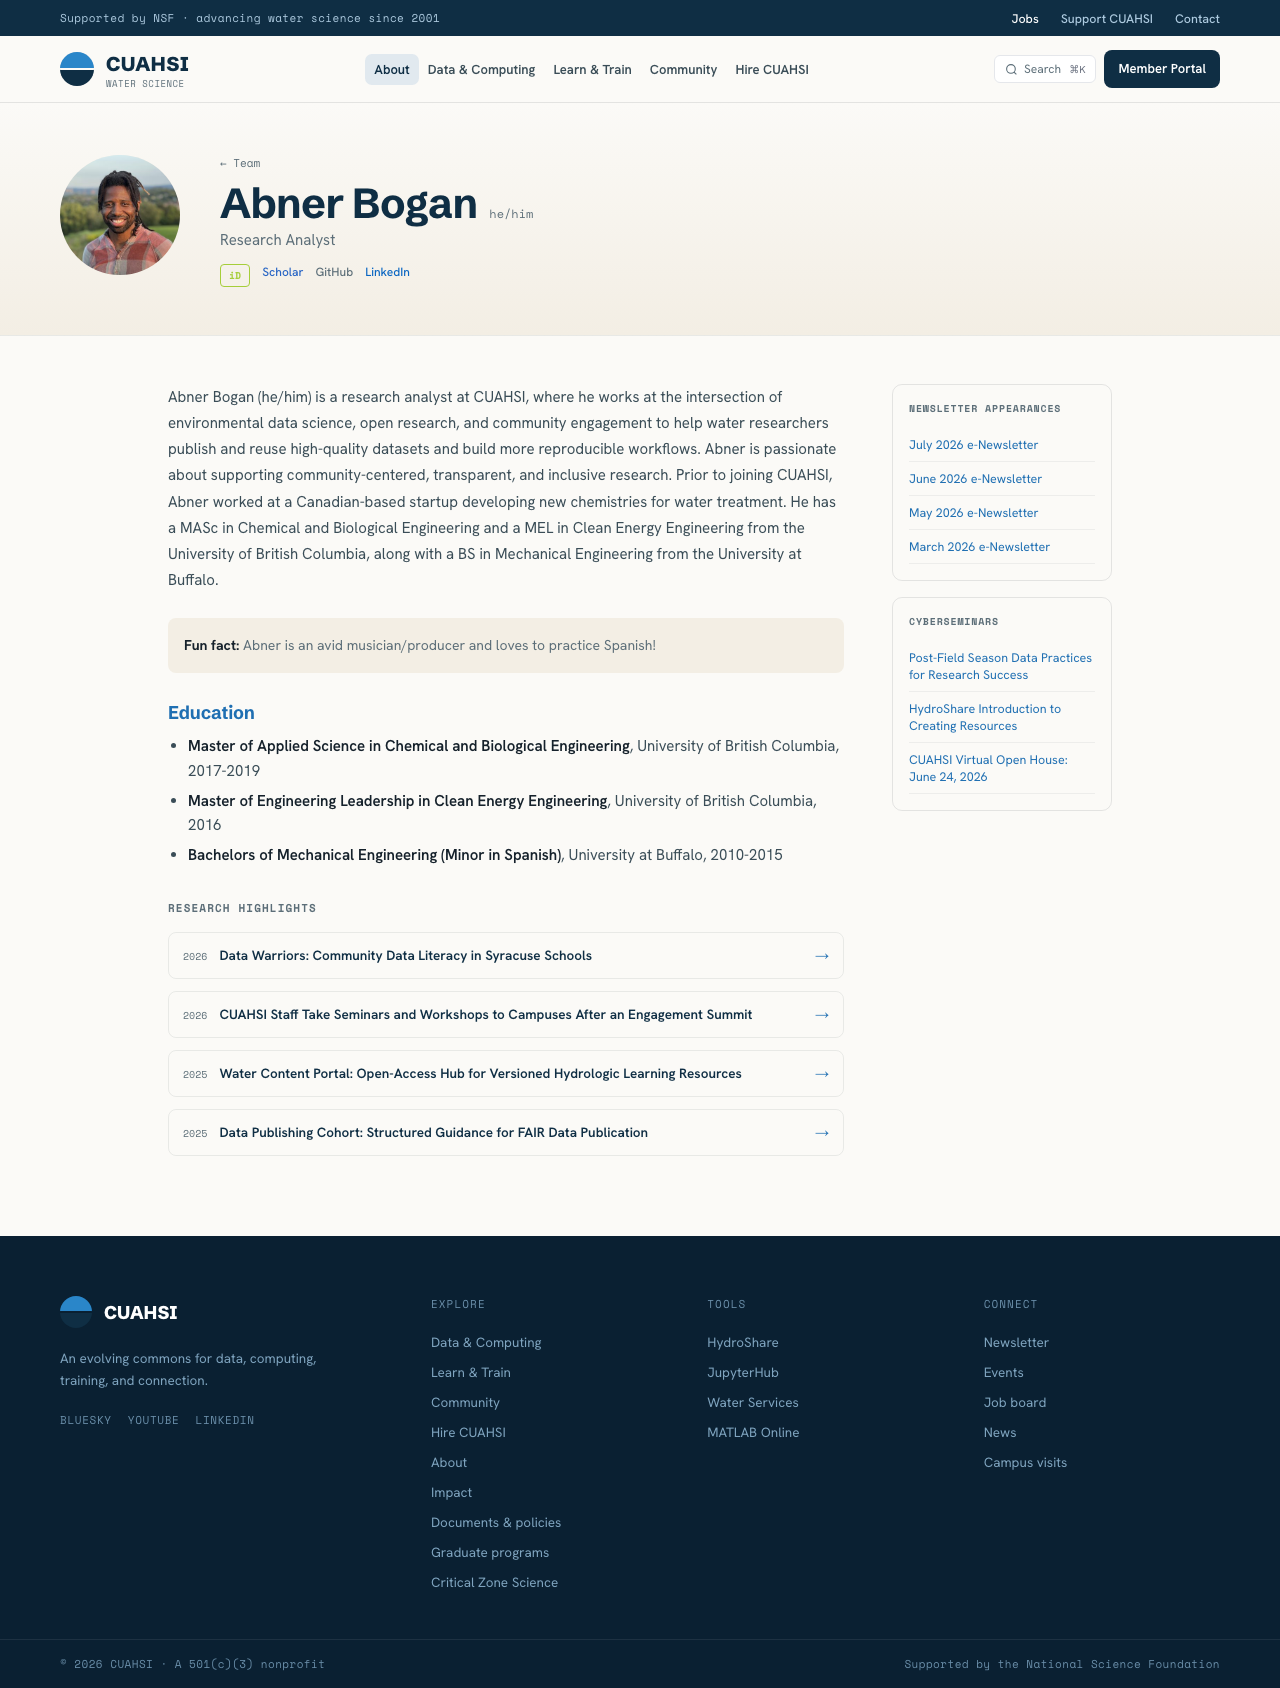 Supported by NSF · advancing water science since 2001
Jobs Support CUAHSI Contact
CUAHSI
WATER SCIENCE
About Data & Computing Learn & Train Community Hire CUAHSI
Search ⌘K
Member Portal
← Team
Abner Bogan he/him
Research Analyst
iD Scholar GitHub LinkedIn
Abner Bogan (he/him) is a research analyst at CUAHSI, where he works at the intersection of
environmental data science, open research, and community engagement to help water researchers
publish and reuse high-quality datasets and build more reproducible workflows. Abner is passionate
about supporting community-centered, transparent, and inclusive research. Prior to joining CUAHSI,
Abner worked at a Canadian-based startup developing new chemistries for water treatment. He has
a MASc in Chemical and Biological Engineering and a MEL in Clean Energy Engineering from the
University of British Columbia, along with a BS in Mechanical Engineering from the University at
Buffalo.
Fun fact: Abner is an avid musician/producer and loves to practice Spanish!
Education
• Master of Applied Science in Chemical and Biological Engineering, University of British Columbia,
2017-2019
• Master of Engineering Leadership in Clean Energy Engineering, University of British Columbia,
2016
• Bachelors of Mechanical Engineering (Minor in Spanish), University at Buffalo, 2010-2015
RESEARCH HIGHLIGHTS
2026 Data Warriors: Community Data Literacy in Syracuse Schools →
2026 CUAHSI Staff Take Seminars and Workshops to Campuses After an Engagement Summit →
2025 Water Content Portal: Open-Access Hub for Versioned Hydrologic Learning Resources →
2025 Data Publishing Cohort: Structured Guidance for FAIR Data Publication →
NEWSLETTER APPEARANCES
July 2026 e-Newsletter
June 2026 e-Newsletter
May 2026 e-Newsletter
March 2026 e-Newsletter
CYBERSEMINARS
Post-Field Season Data Practices
for Research Success
HydroShare Introduction to
Creating Resources
CUAHSI Virtual Open House:
June 24, 2026
CUAHSI
An evolving commons for data, computing,
training, and connection.
BLUESKY YOUTUBE LINKEDIN
EXPLORE
Data & Computing
Learn & Train
Community
Hire CUAHSI
About
Impact
Documents & policies
Graduate programs
Critical Zone Science
TOOLS
HydroShare
JupyterHub
Water Services
MATLAB Online
CONNECT
Newsletter
Events
Job board
News
Campus visits
© 2026 CUAHSI · A 501(c)(3) nonprofit
Supported by the National Science Foundation